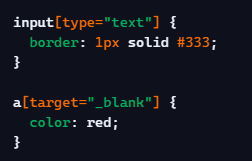 input[type="text"] {
  border: 1px solid #333;
}

a[target="_blank"] {
  color: red;
}